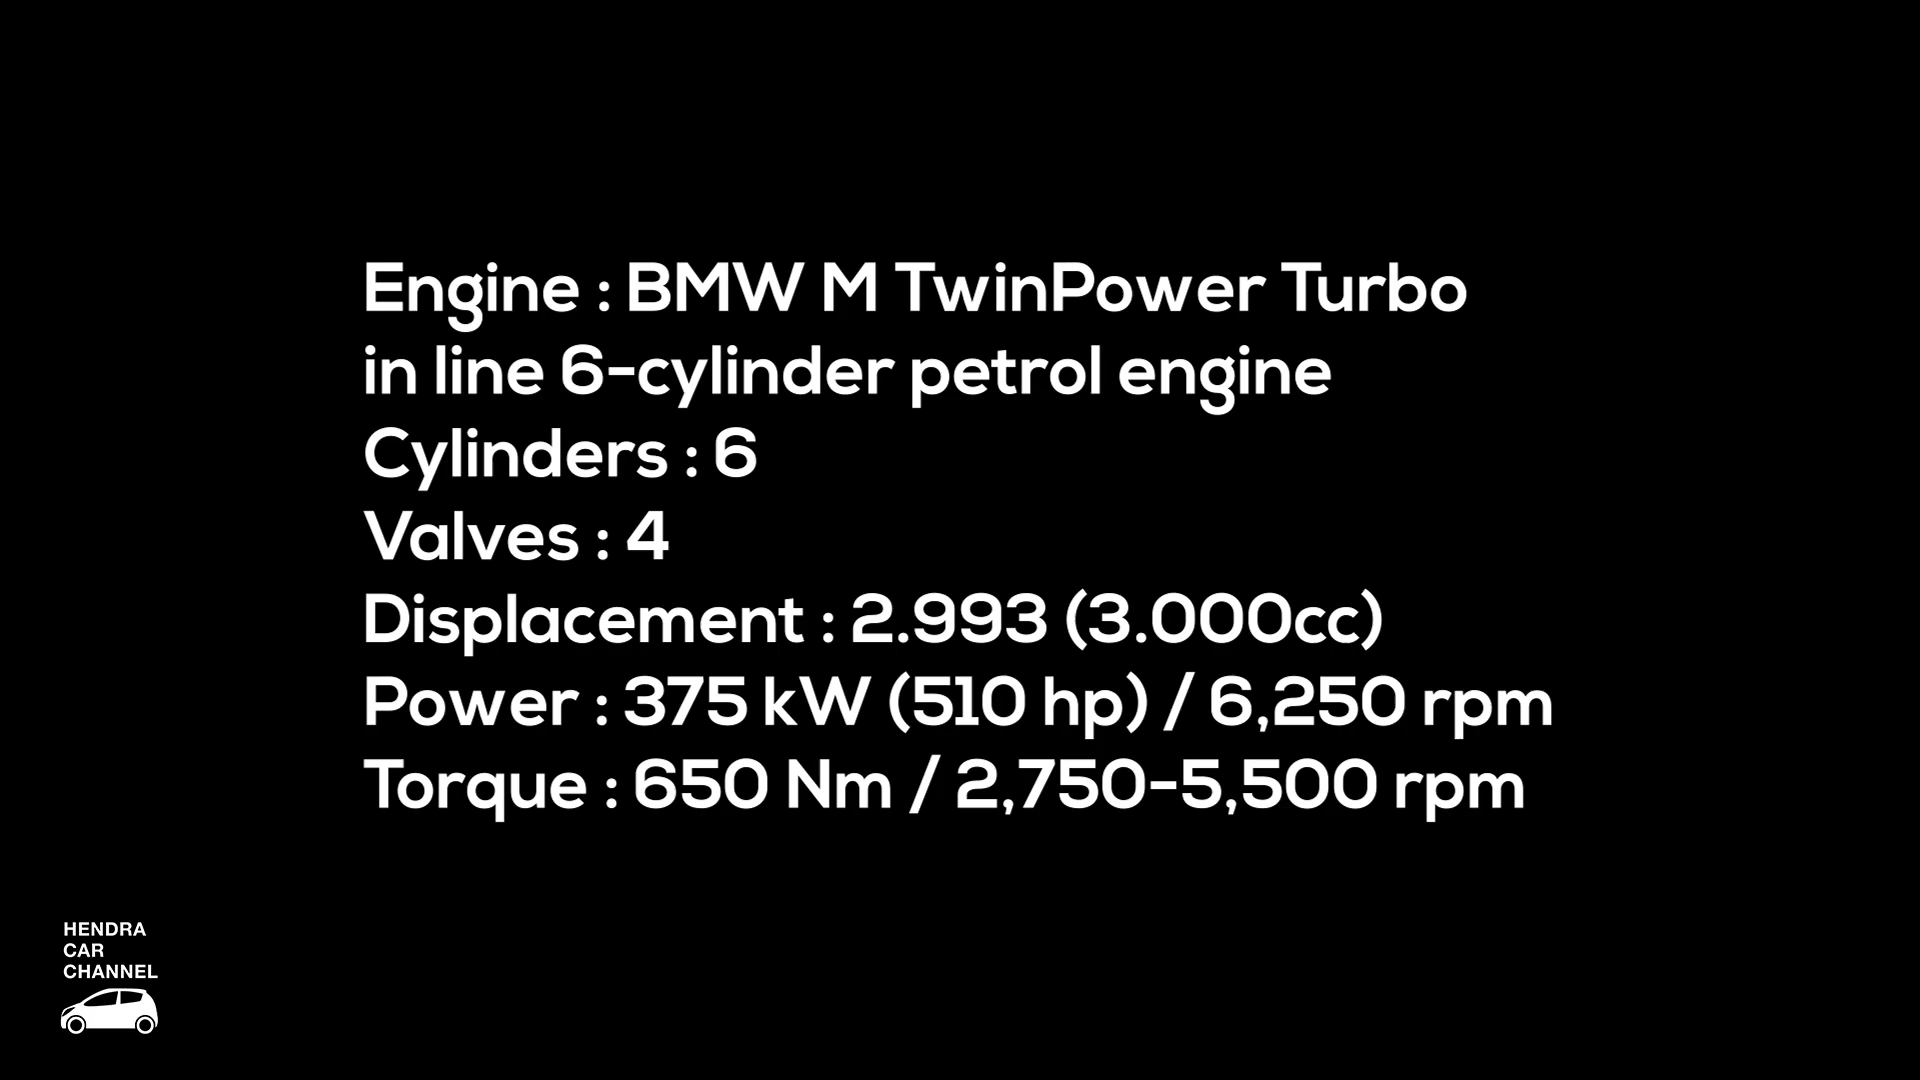 Engine : BMW M TwinPower Turbo
in line 6-cylinder petrol engine
Cylinders : 6
Valves : 4
Displacement : 2.993 (3.000cc)
Power : 375 kW (510 hp) / 6,250 rpm
Torque : 650 Nm / 2,750-5,500 rpm
HENDRA
CAR
CHANNEL